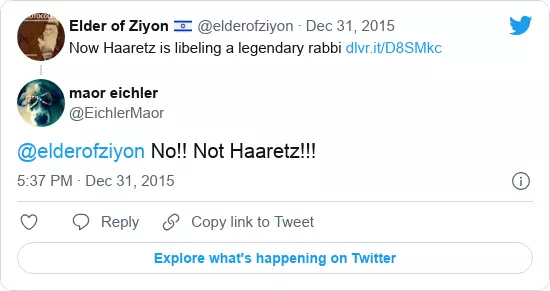 Elder of Ziyon 🇮🇱 @elderofziyon · Dec 31, 2015
Now Haaretz is libeling a legendary rabbi dlvr.it/D8SMkc
maor eichler
@EichlerMaor
@elderofziyon No!! Not Haaretz!!!
5:37 PM · Dec 31, 2015
Reply Copy link to Tweet
Explore what's happening on Twitter